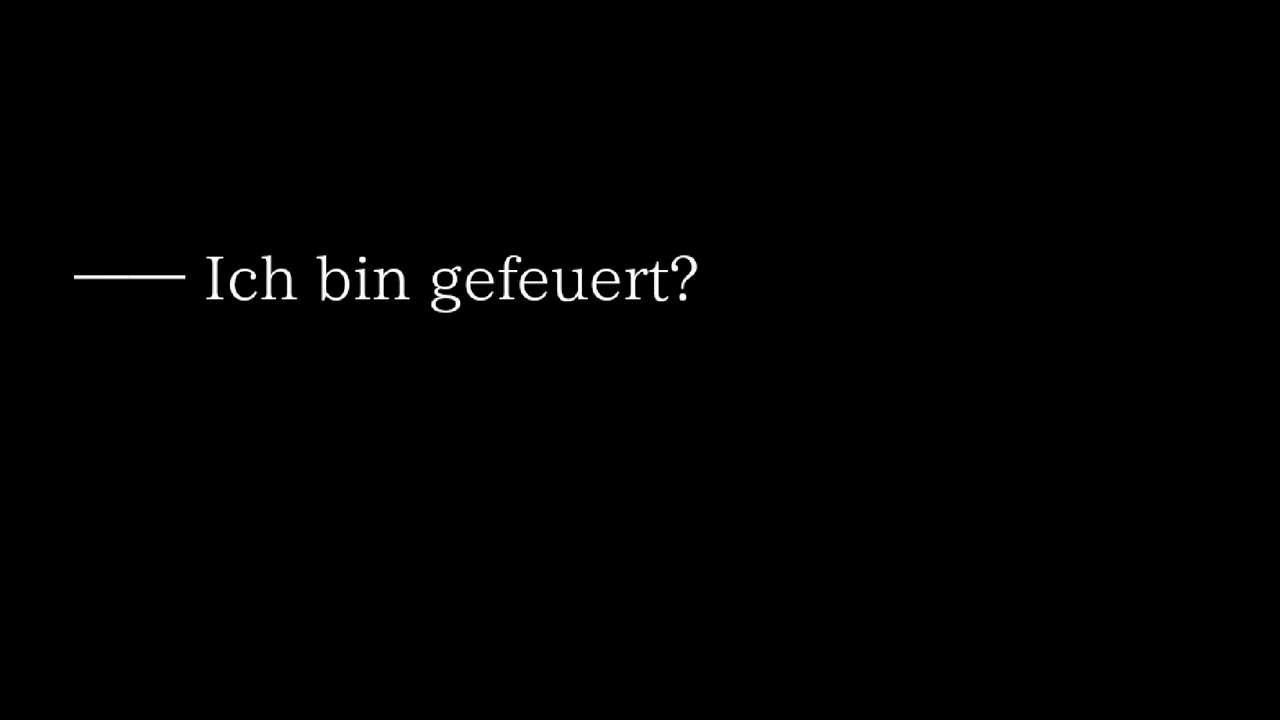 —— Ich bin gefeuert?